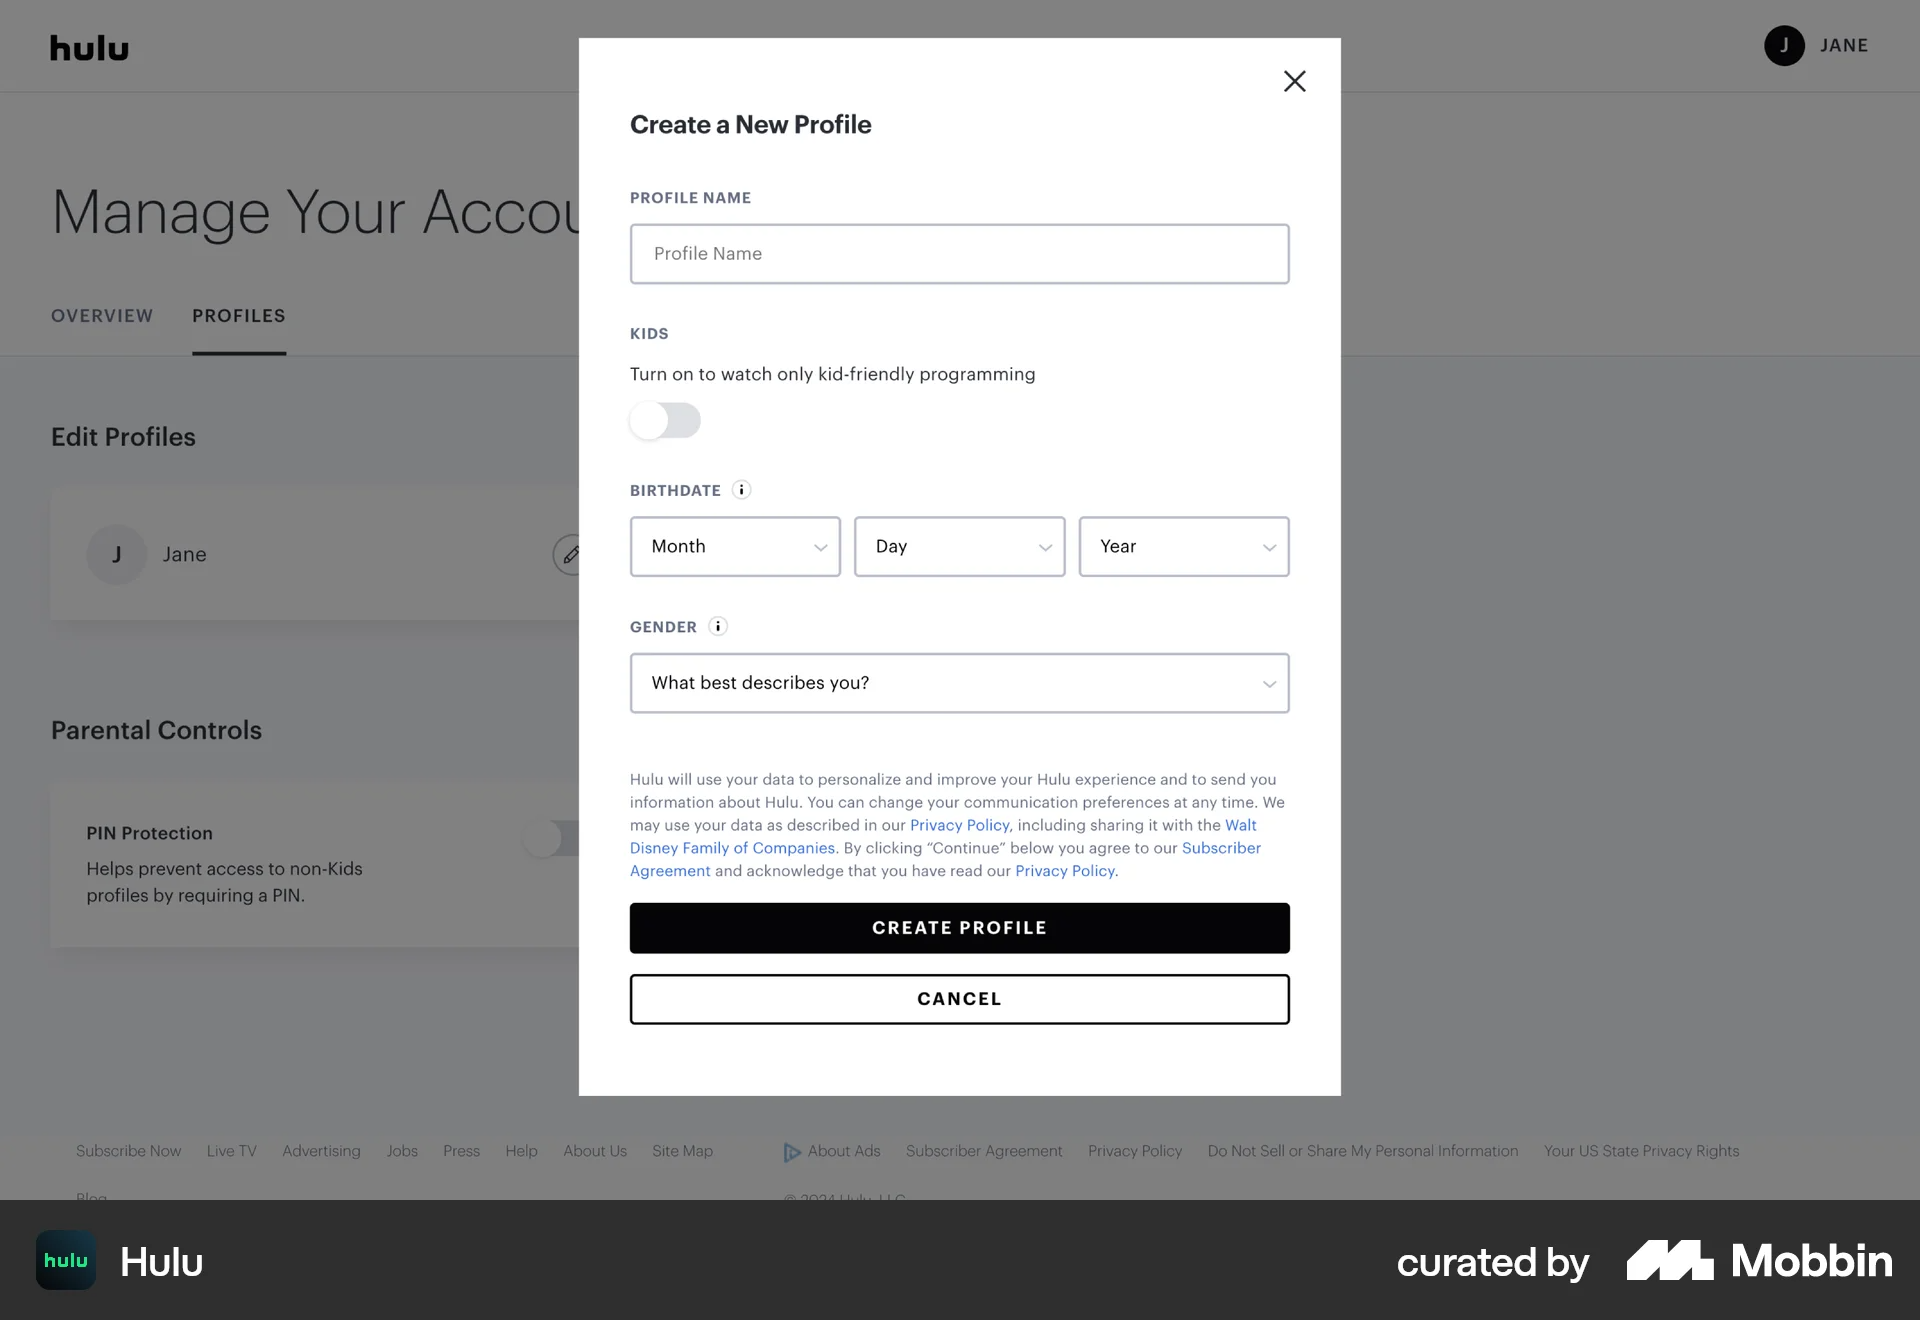 hulu
J JANE
Manage Your Accou
OVERVIEW PROFILES
Edit Profiles
J Jane
Parental Controls
PIN Protection
Helps prevent access to non-Kids
profiles by requiring a PIN.
Create a New Profile
PROFILE NAME
Profile Name
KIDS
Turn on to watch only kid-friendly programming
BIRTHDATE i
Month Day Year
GENDER i
What best describes you?
Hulu will use your data to personalize and improve your Hulu experience and to send you
information about Hulu. You can change your communication preferences at any time. We
may use your data as described in our Privacy Policy, including sharing it with the Walt
Disney Family of Companies. By clicking “Continue” below you agree to our Subscriber
Agreement and acknowledge that you have read our Privacy Policy.
CREATE PROFILE
CANCEL
Subscribe Now Live TV Advertising Jobs Press Help About Us Site Map About Ads Subscriber Agreement Privacy Policy Do Not Sell or Share My Personal Information Your US State Privacy Rights
Blog © 2024 Hulu, LLC
hulu Hulu curated by Mobbin